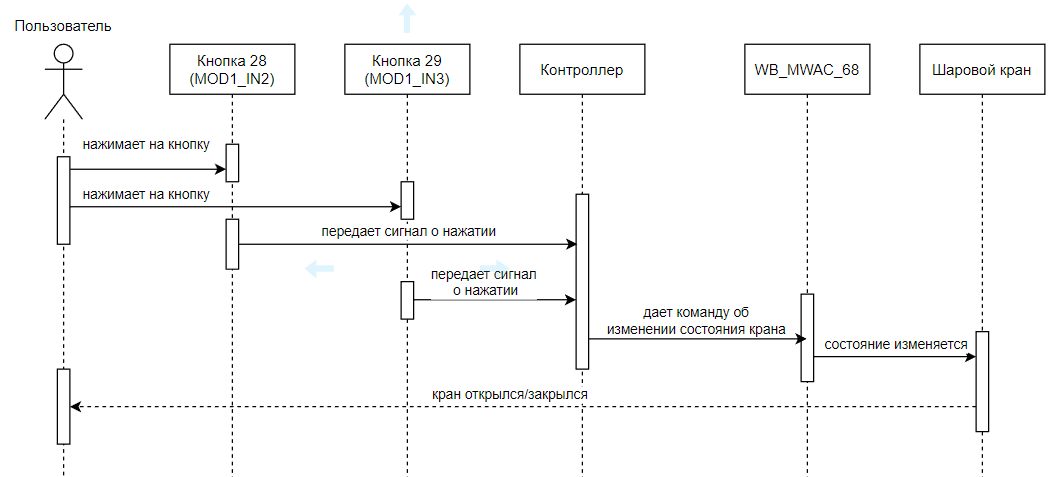 Пользователь
Кнопка 28
(MOD1_IN2)
Кнопка 29
(MOD1_IN3)
Контроллер
WB_MWAC_68
Шаровой кран
нажимает на кнопку
нажимает на кнопку
передает сигнал о нажатии
передает сигнал
о нажатии
дает команду об
изменении состояния крана
состояние изменяется
кран открылся/закрылся